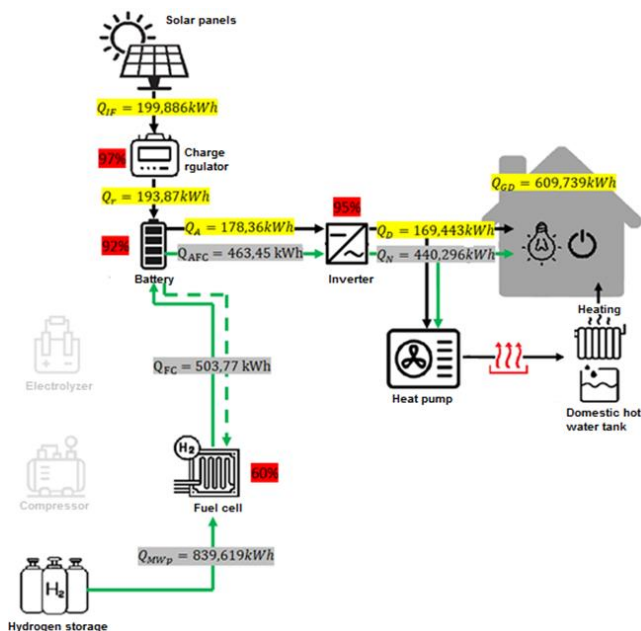 Solar panels
Q_IF = 199,886kWh
97%
Charge
rgulator
Q_r = 193,87kWh
Q_GD = 609,739kWh
95%
92%
Q_A = 178,36kWh
Q_D = 169,443kWh
Q_AFC = 463,45 kWh
Q_N = 440,296kWh
Battery
Inverter
Heating
Electrolyzer
Q_FC = 503,77 kWh
Heat pump
Domestic hot
water tank
H₂
60%
Compressor
Fuel cell
Q_MWp = 839,619kWh
H₂
Hydrogen storage